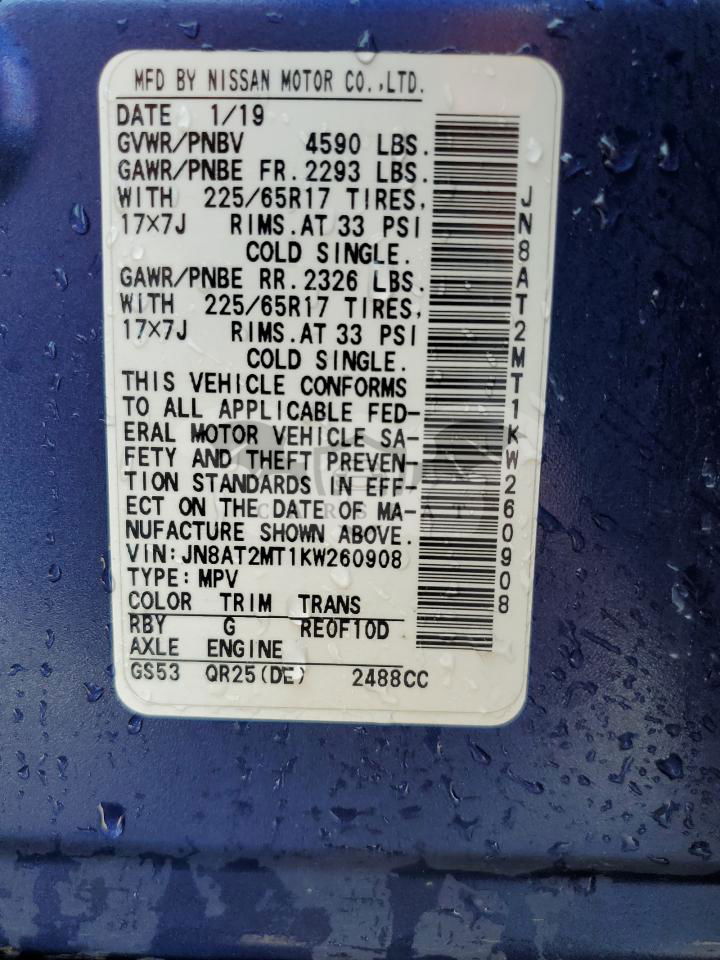 MFD BY NISSAN MOTOR CO.,LTD.
DATE 1/19
GVWR/PNBV 4590 LBS.
GAWR/PNBE FR.2293 LBS.
WITH 225/65R17 TIRES,
17×7J RIMS.AT 33 PSI
COLD SINGLE.
GAWR/PNBE RR.2326 LBS.
WITH 225/65R17 TIRES,
17×7J RIMS.AT 33 PSI
COLD SINGLE.
THIS VEHICLE CONFORMS
TO ALL APPLICABLE FED-
ERAL MOTOR VEHICLE SA-
FETY AND THEFT PREVEN-
TION STANDARDS IN EFF-
ECT ON THE DATE OF MA-
NUFACTURE SHOWN ABOVE.
VIN:JN8AT2MT1KW260908
TYPE:MPV
COLOR TRIM TRANS
RBY G RE0F10D
AXLE ENGINE
GS53 QR25(DE) 2488CC
JN8AT2MT1KW260908